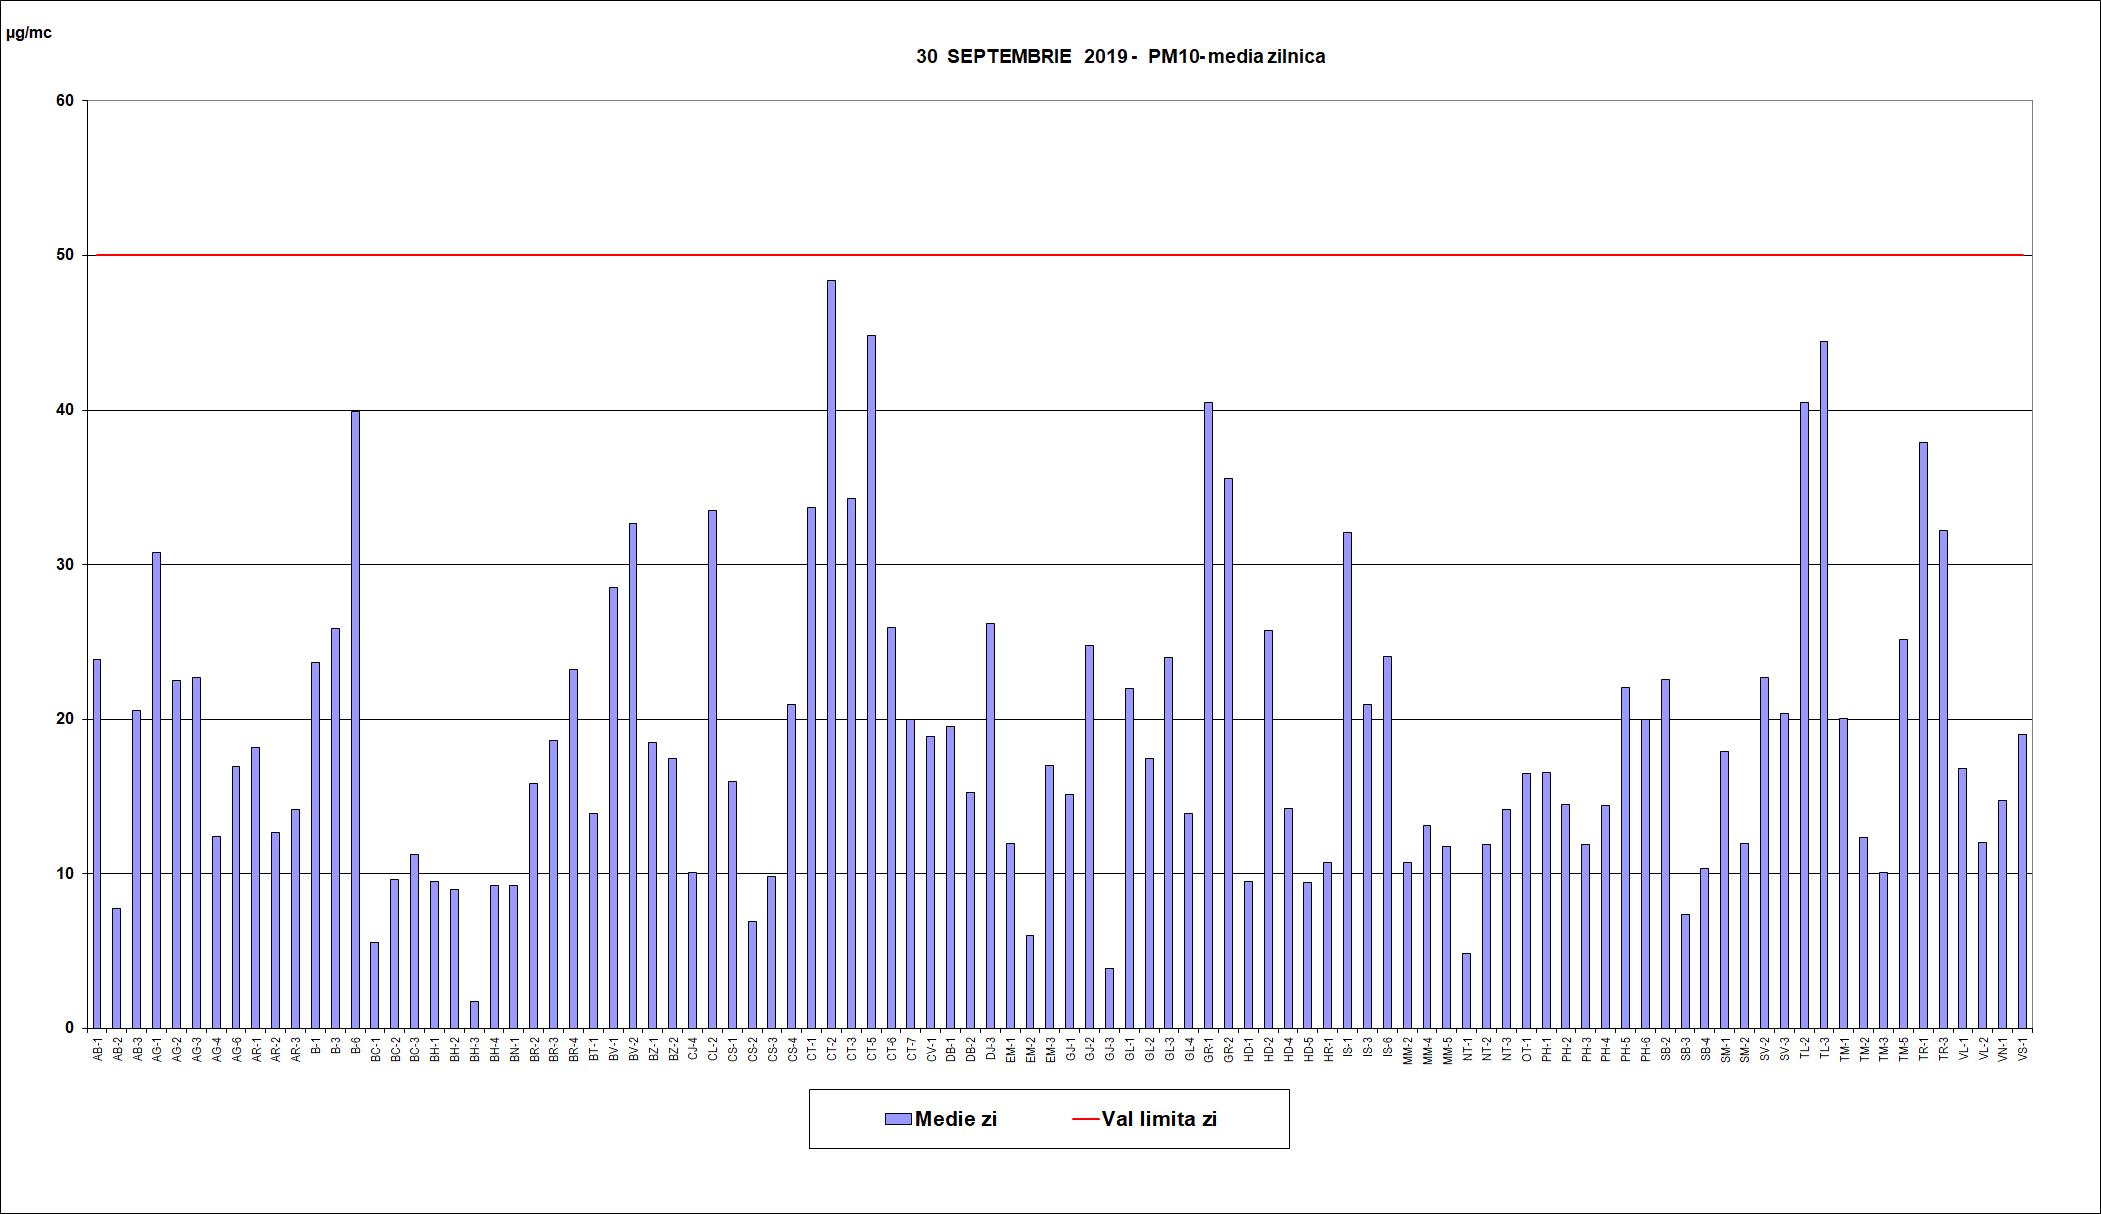 µg/mc
30 SEPTEMBRIE 2019 - PM10- media zilnica
60
50
40
30
20
10
0
AB-1 AB-2 AB-3 AG-1 AG-2 AG-3 AG-4 AG-6 AR-1 AR-2 AR-3 B-1 B-3 B-6 BC-1 BC-2 BC-3 BH-1 BH-2 BH-3 BH-4 BN-1 BR-2 BR-3 BR-4 BT-1 BV-1 BV-2 BZ-1 BZ-2 CJ-4 CL-2 CS-1 CS-2 CS-3 CS-4 CT-1 CT-2 CT-3 CT-5 CT-6 CT-7 CV-1 DB-1 DB-2 DJ-3 EM-1 EM-2 EM-3 GJ-1 GJ-2 GJ-3 GL-1 GL-2 GL-3 GL-4 GR-1 GR-2 HD-1 HD-2 HD-4 HD-5 HR-1 IS-1 IS-3 IS-6 MM-2 MM-4 MM-5 NT-1 NT-2 NT-3 OT-1 PH-1 PH-2 PH-3 PH-4 PH-5 PH-6 SB-2 SB-3 SB-4 SM-1 SM-2 SV-2 SV-3 TL-2 TL-3 TM-1 TM-2 TM-3 TM-5 TR-1 TR-3 VL-1 VL-2 VN-1 VS-1
Medie zi Val limita zi